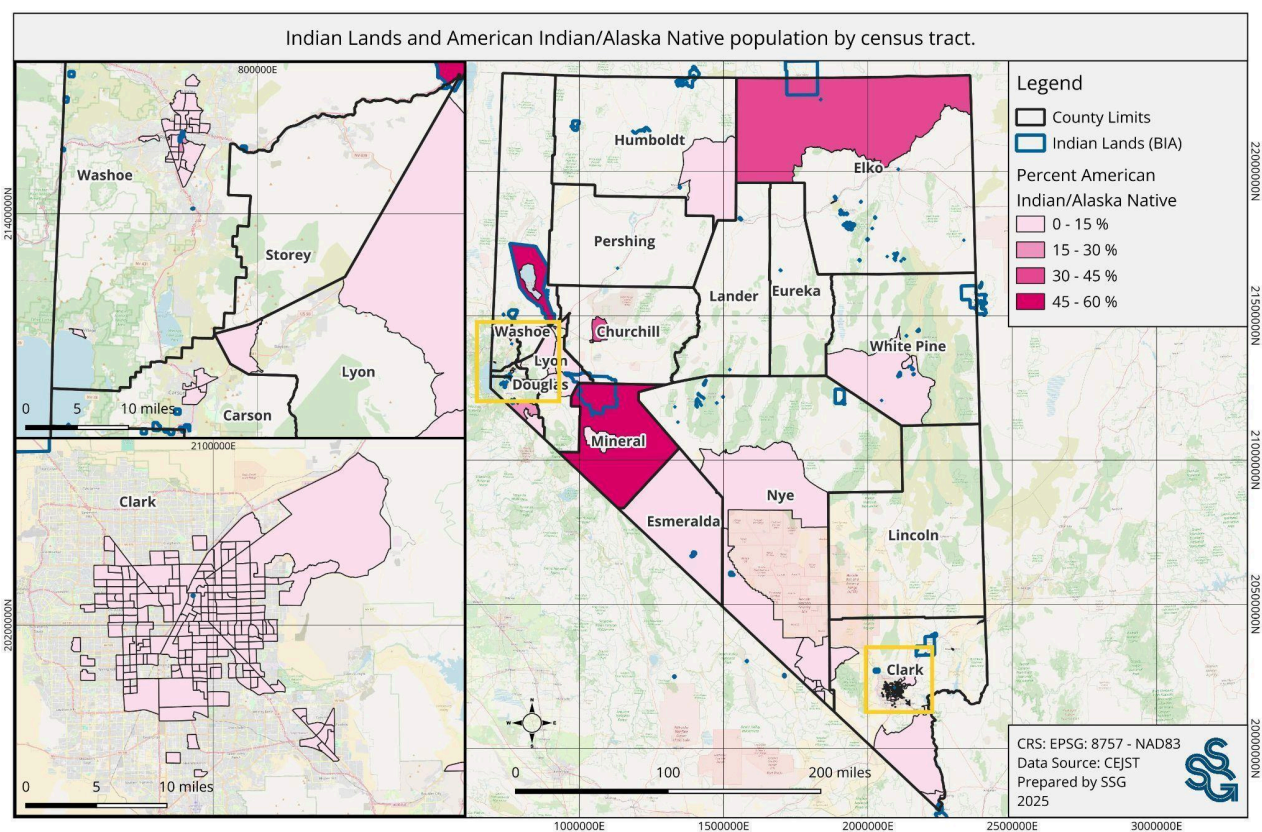 Indian Lands and American Indian/Alaska Native population by census tract.
800000E
Washoe
Storey
Lyon
Carson
2140000N
0 5 10 miles
2100000E
Clark
2020000N
0 5 10 miles
Humboldt
Elko
Pershing
Lander
Eureka
Washoe
Churchill
White Pine
Lyon
Douglas
Mineral
Nye
Esmeralda
Lincoln
Clark
N
W E
S
0 100 200 miles
1000000E 1500000E 2000000E 2500000E 3000000E
2200000N
2150000N
2100000N
2050000N
2000000N
Legend
County Limits
Indian Lands (BIA)
Percent American
Indian/Alaska Native
0 - 15 %
15 - 30 %
30 - 45 %
45 - 60 %
CRS: EPSG: 8757 - NAD83
Data Source: CEJST
Prepared by SSG
2025
SSG